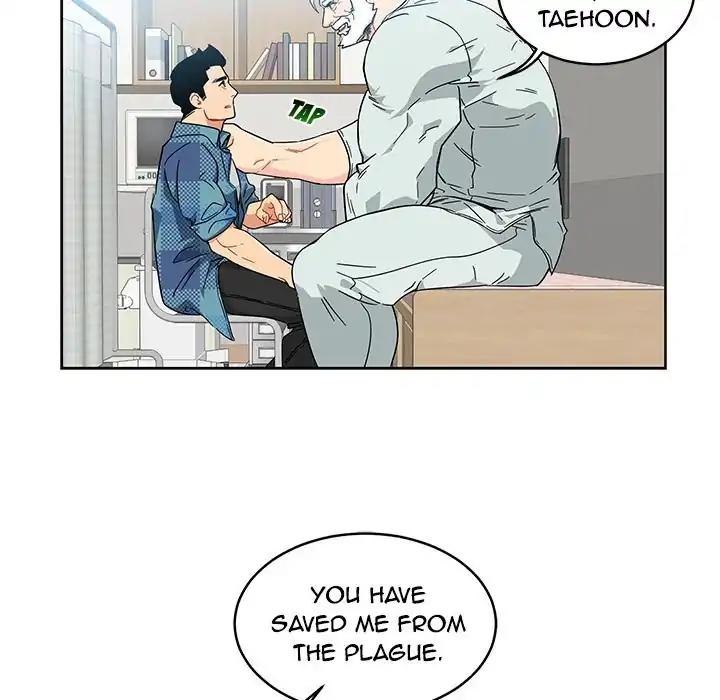 TAEHOON.
TAP
YOU HAVE
SAVED ME FROM
THE PLAGUE.